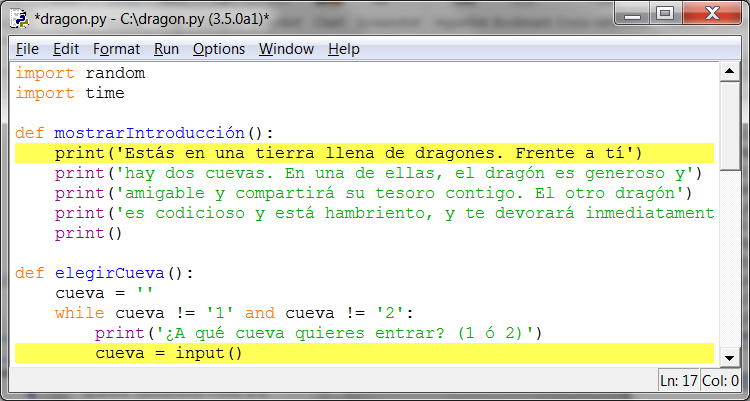 *dragon.py - C:\dragon.py (3.5.0a1)*
File Edit Format Run Options Window Help
import random
import time
def mostrarIntroducción():
    print('Estás en una tierra llena de dragones. Frente a tí')
    print('hay dos cuevas. En una de ellas, el dragón es generoso y')
    print('amigable y compartirá su tesoro contigo. El otro dragón')
    print('es codicioso y está hambriento, y te devorará inmediatament
    print()
def elegirCueva():
    cueva = ''
    while cueva != '1' and cueva != '2':
        print('¿A qué cueva quieres entrar? (1 ó 2)')
        cueva = input()
Ln: 17 Col: 0